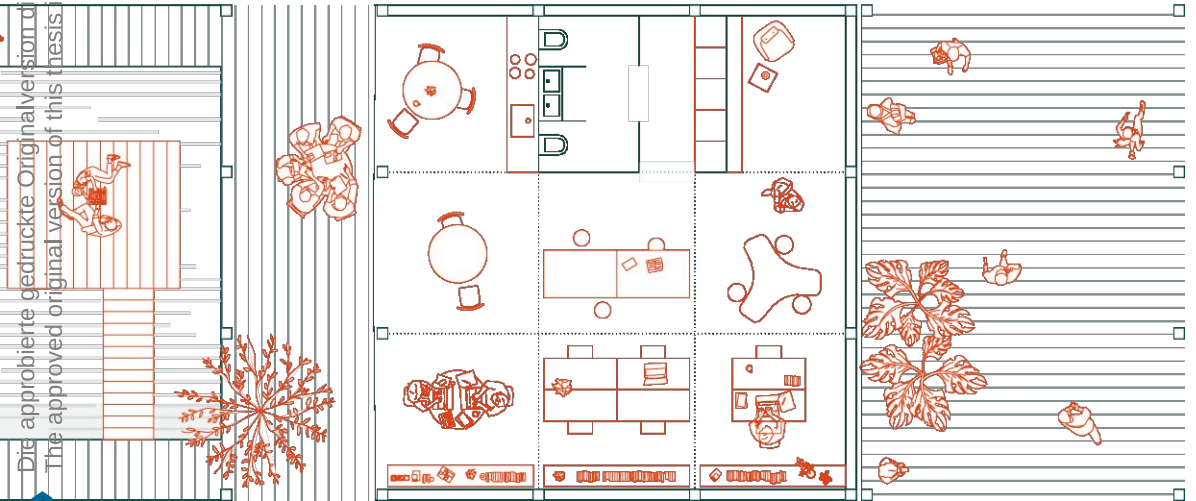 Die approbierte gedruckte Originalversion di
The approved original version of this thesis i